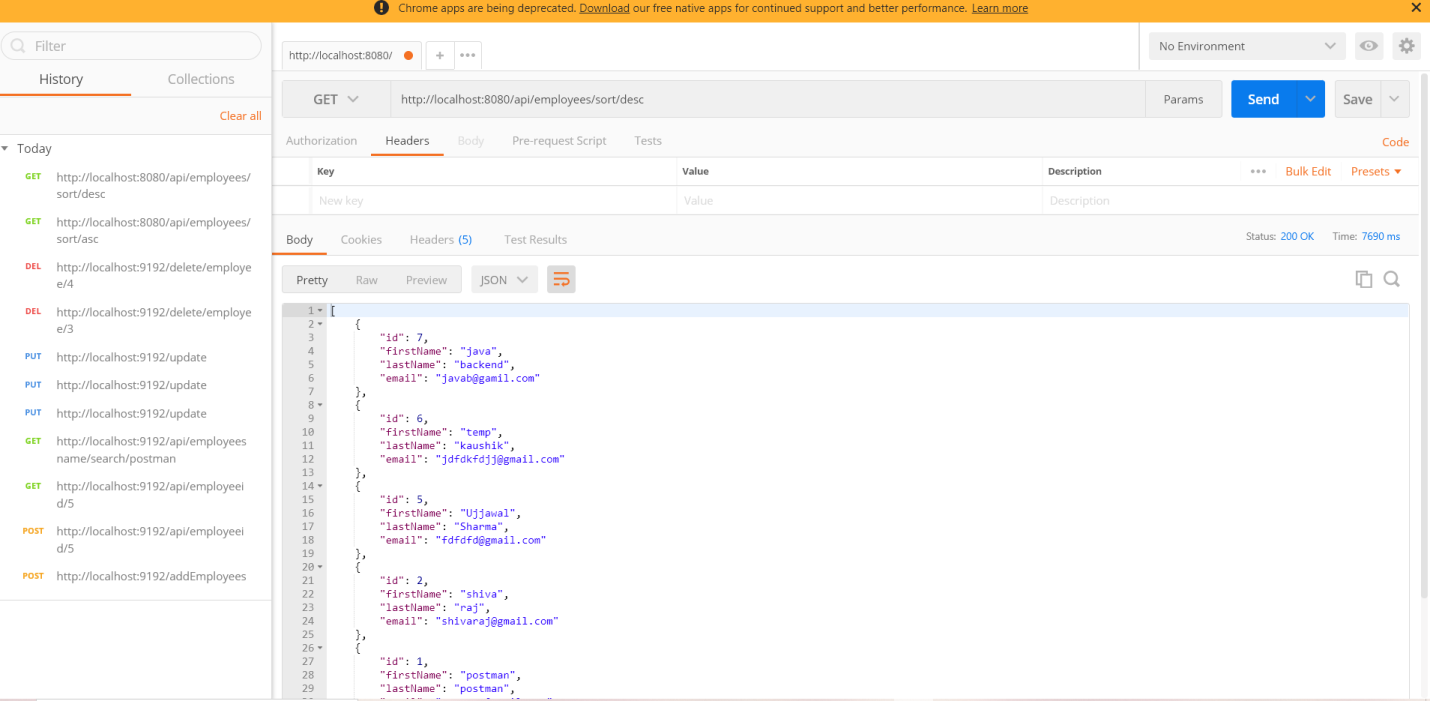 Chrome apps are being deprecated. Download our free native apps for continued support and better performance. Learn more
Filter
History Collections
Clear all
Today
GET http://localhost:8080/api/employees/
sort/desc
GET http://localhost:8080/api/employees/
sort/asc
DEL http://localhost:9192/delete/employe
e/4
DEL http://localhost:9192/delete/employe
e/3
PUT http://localhost:9192/update
PUT http://localhost:9192/update
PUT http://localhost:9192/update
GET http://localhost:9192/api/employees
name/search/postman
GET http://localhost:9192/api/employeei
d/5
POST http://localhost:9192/api/employeei
d/5
POST http://localhost:9192/addEmployees
http://localhost:8080/
No Environment
GET http://localhost:8080/api/employees/sort/desc Params Send Save
Authorization Headers Body Pre-request Script Tests Code
Key Value Description Bulk Edit Presets
New key Value Description
Body Cookies Headers (5) Test Results Status: 200 OK Time: 7690 ms
Pretty Raw Preview JSON
1 [
2 {
3 "id": 7,
4 "firstName": "java",
5 "lastName": "backend",
6 "email": "javab@gamil.com"
7 },
8 {
9 "id": 6,
10 "firstName": "temp",
11 "lastName": "kaushik",
12 "email": "jdfdkfdjj@gmail.com"
13 },
14 {
15 "id": 5,
16 "firstName": "Ujjawal",
17 "lastName": "Sharma",
18 "email": "fdfdfd@gmail.com"
19 },
20 {
21 "id": 2,
22 "firstName": "shiva",
23 "lastName": "raj",
24 "email": "shivaraj@gmail.com"
25 },
26 {
27 "id": 1,
28 "firstName": "postman",
29 "lastName": "postman",